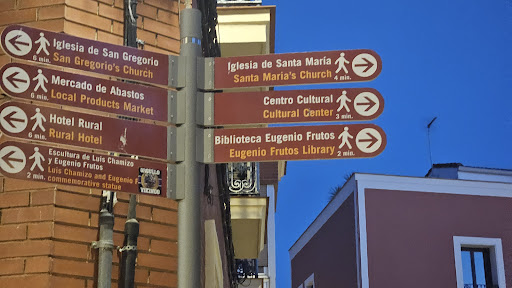 Iglesia de San Gregorio
San Gregorio's Church
6 min.
Mercado de Abastos
Local Products Market
6 min.
Hotel Rural
Rural Hotel
6 min.
Escultura de Luis Chamizo
y Eugenio Frutos
Luis Chamizo and Eugenio F
commemorative statue
2 min.
Iglesia de Santa María
Santa María's Church
4 min.
Centro Cultural
Cultural Center
3 min.
Biblioteca Eugenio Frutos
Eugenio Frutos Library
2 min.